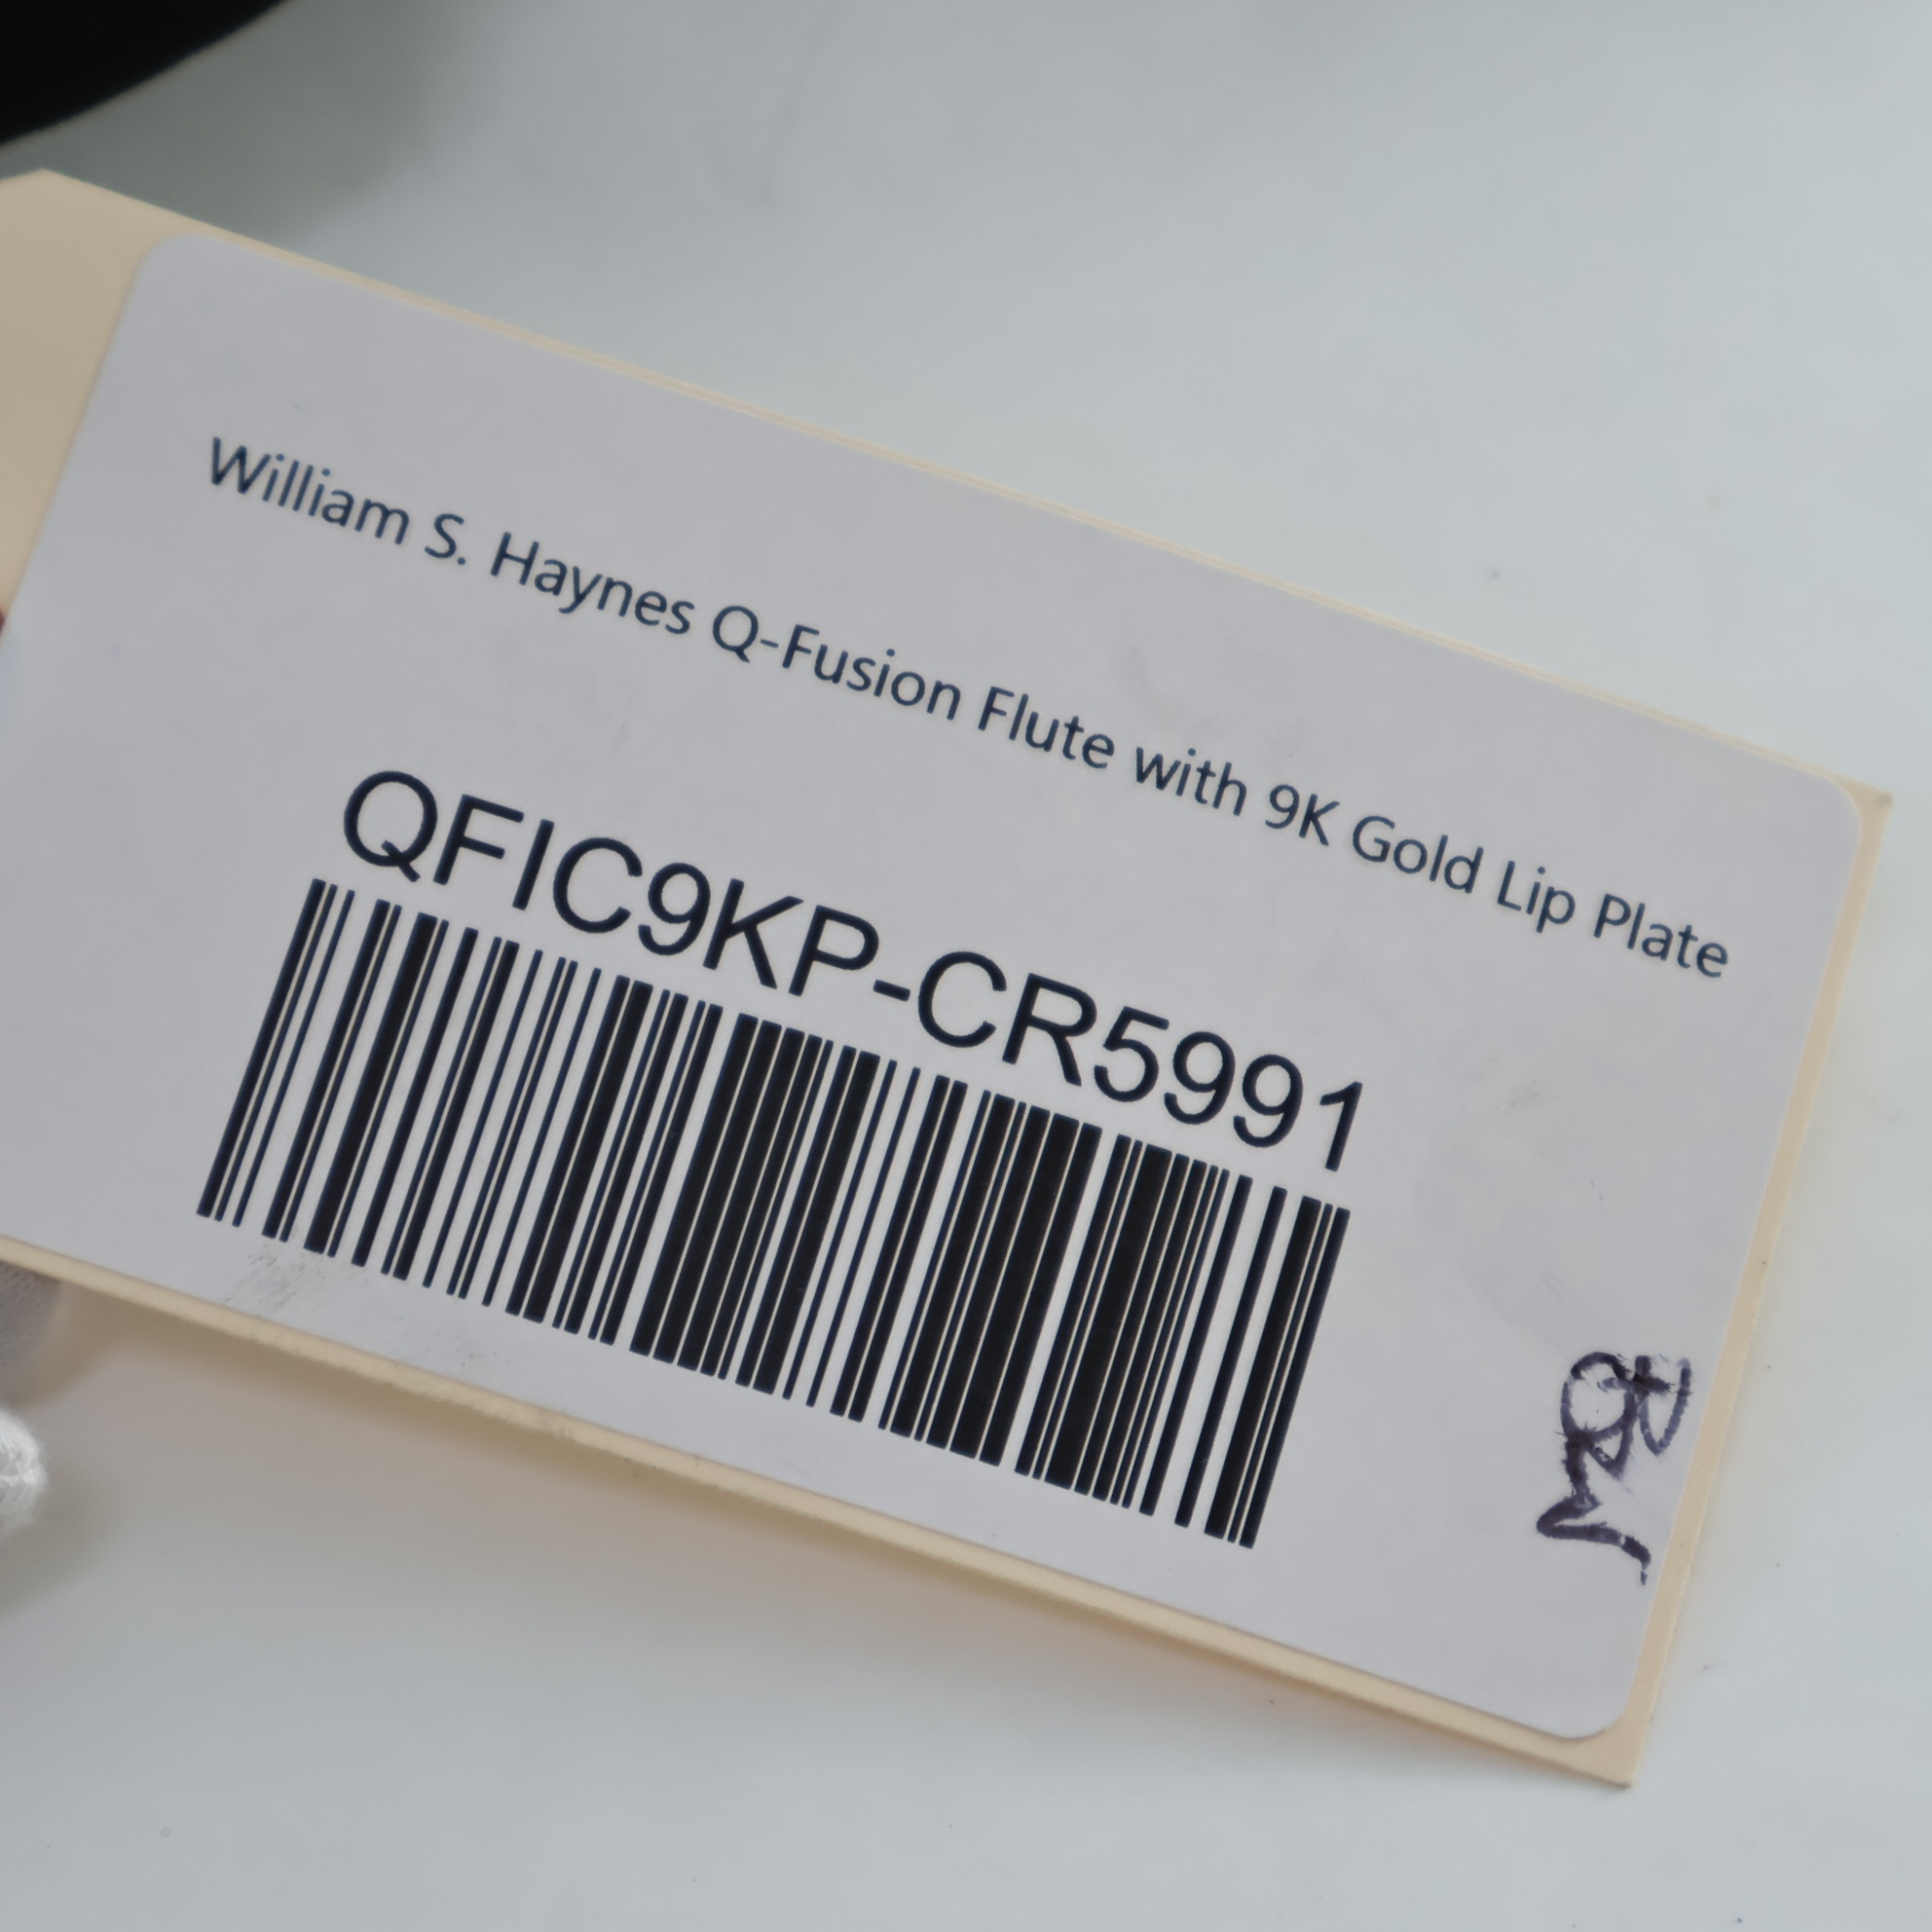 William S. Haynes Q-Fusion Flute with 9K Gold Lip Plate
QFIC9KP-CR5991